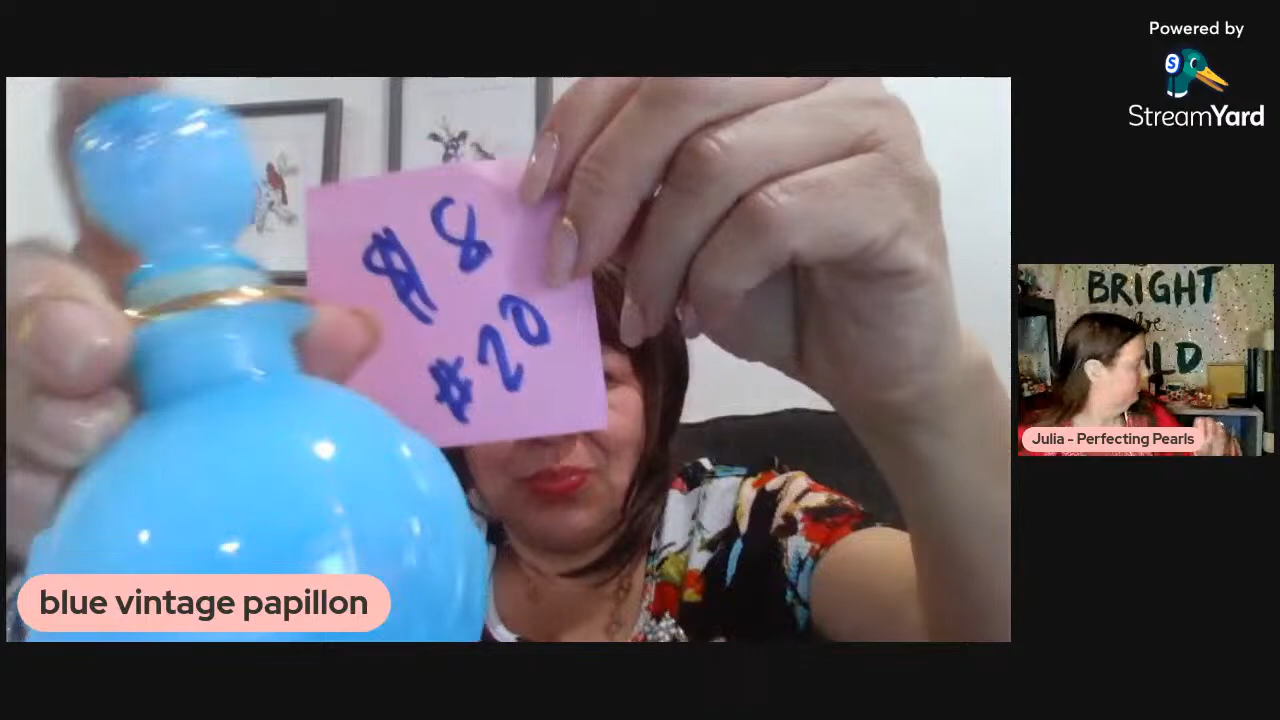 Powered by
S
StreamYard
$8
#20
BRIGHT
Julia - Perfecting Pearls
blue vintage papillon